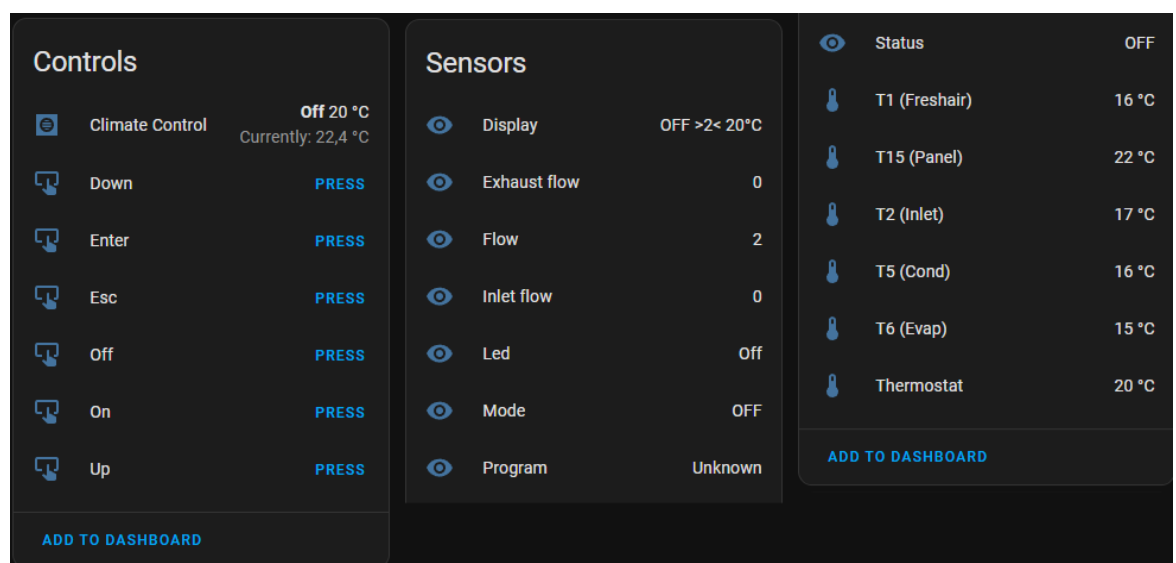 Controls
Climate Control
Off 20 °C
Currently: 22,4 °C
Down PRESS
Enter PRESS
Esc PRESS
Off PRESS
On PRESS
Up PRESS
ADD TO DASHBOARD
Sensors
Display OFF >2< 20°C
Exhaust flow 0
Flow 2
Inlet flow 0
Led Off
Mode OFF
Program Unknown
Status OFF
T1 (Freshair) 16 °C
T15 (Panel) 22 °C
T2 (Inlet) 17 °C
T5 (Cond) 16 °C
T6 (Evap) 15 °C
Thermostat 20 °C
ADD TO DASHBOARD